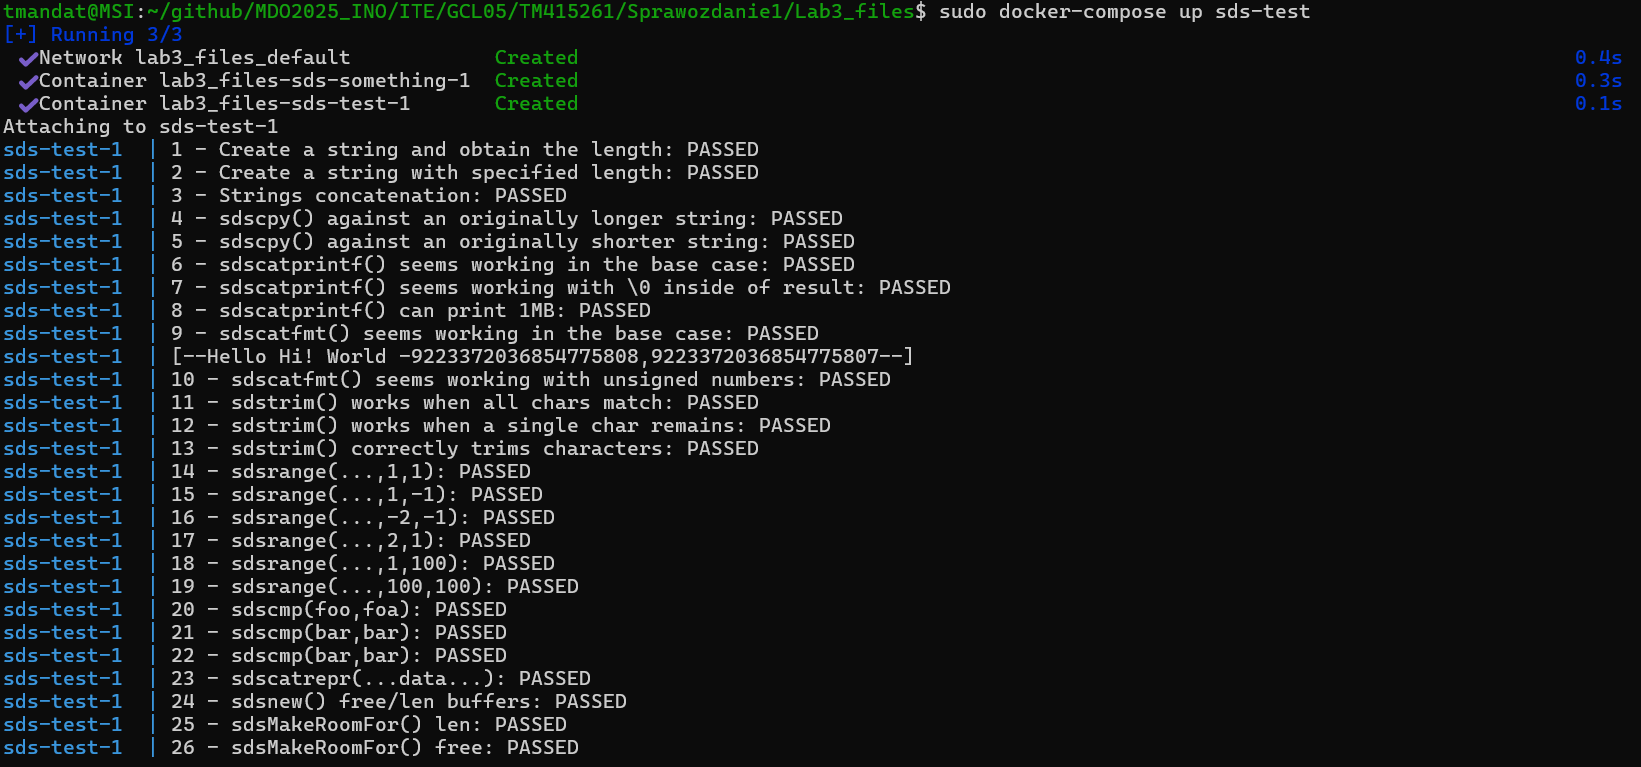 tmandat@MSI:~/github/MDO2025_INO/ITE/GCL05/TM415261/Sprawozdanie1/Lab3_files$ sudo docker-compose up sds-test
[+] Running 3/3
✔Network lab3_files_default Created 0.4s
✔Container lab3_files-sds-something-1 Created 0.3s
✔Container lab3_files-sds-test-1 Created 0.1s
Attaching to sds-test-1
sds-test-1 | 1 - Create a string and obtain the length: PASSED
sds-test-1 | 2 - Create a string with specified length: PASSED
sds-test-1 | 3 - Strings concatenation: PASSED
sds-test-1 | 4 - sdscpy() against an originally longer string: PASSED
sds-test-1 | 5 - sdscpy() against an originally shorter string: PASSED
sds-test-1 | 6 - sdscatprintf() seems working in the base case: PASSED
sds-test-1 | 7 - sdscatprintf() seems working with \0 inside of result: PASSED
sds-test-1 | 8 - sdscatprintf() can print 1MB: PASSED
sds-test-1 | 9 - sdscatfmt() seems working in the base case: PASSED
sds-test-1 | [--Hello Hi! World -9223372036854775808,9223372036854775807--]
sds-test-1 | 10 - sdscatfmt() seems working with unsigned numbers: PASSED
sds-test-1 | 11 - sdstrim() works when all chars match: PASSED
sds-test-1 | 12 - sdstrim() works when a single char remains: PASSED
sds-test-1 | 13 - sdstrim() correctly trims characters: PASSED
sds-test-1 | 14 - sdsrange(...,1,1): PASSED
sds-test-1 | 15 - sdsrange(...,1,-1): PASSED
sds-test-1 | 16 - sdsrange(...,-2,-1): PASSED
sds-test-1 | 17 - sdsrange(...,2,1): PASSED
sds-test-1 | 18 - sdsrange(...,1,100): PASSED
sds-test-1 | 19 - sdsrange(...,100,100): PASSED
sds-test-1 | 20 - sdscmp(foo,foa): PASSED
sds-test-1 | 21 - sdscmp(bar,bar): PASSED
sds-test-1 | 22 - sdscmp(bar,bar): PASSED
sds-test-1 | 23 - sdscatrepr(...data...): PASSED
sds-test-1 | 24 - sdsnew() free/len buffers: PASSED
sds-test-1 | 25 - sdsMakeRoomFor() len: PASSED
sds-test-1 | 26 - sdsMakeRoomFor() free: PASSED